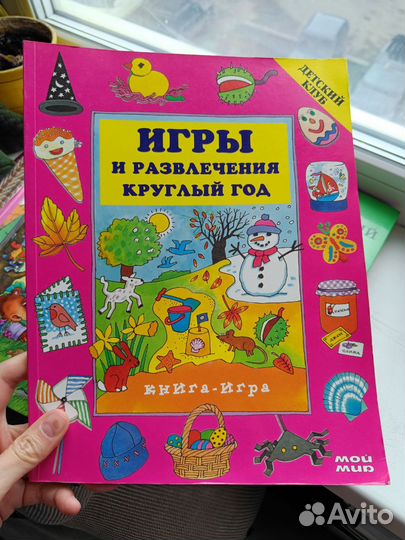 ДЕТСКИЙ
КЛУБ
ИГРЫ
И РАЗВЛЕЧЕНИЯ
КРУГЛЫЙ ГОД
КНИГА-ИГРА
МОЙ
МИР
Avito